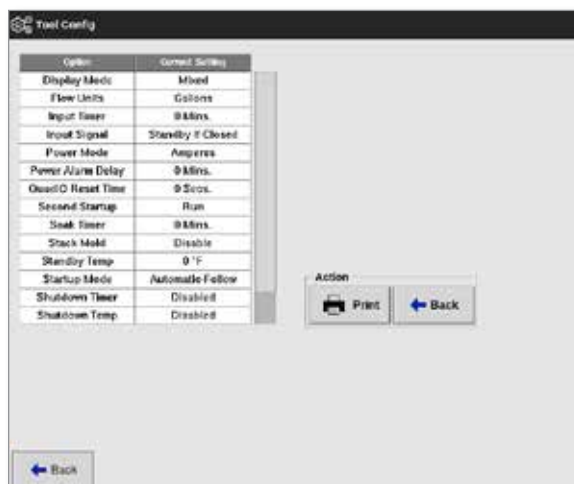 Tool Config
Option Current Setting
Display Mode Mixed
Flow Units Gallons
Input Timer 0 Mins.
Input Signal Standby If Closed
Power Mode Amperes
Power Alarm Delay 0 Mins.
QuadIO Reset Time 0 Secs.
Second Startup Run
Soak Timer 0 Mins.
Stack Mold Disable
Standby Temp 0 °F
Startup Mode Automatic Follow
Shutdown Timer Disabled
Shutdown Temp Disabled
Action
Print Back
Back